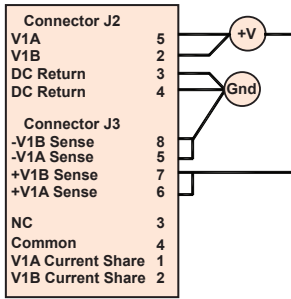 Connector J2
V1A 5
V1B 2
DC Return 3
DC Return 4
Connector J3
-V1B Sense 8
-V1A Sense 5
+V1B Sense 7
+V1A Sense 6
NC 3
Common 4
V1A Current Share 1
V1B Current Share 2
+V
Gnd